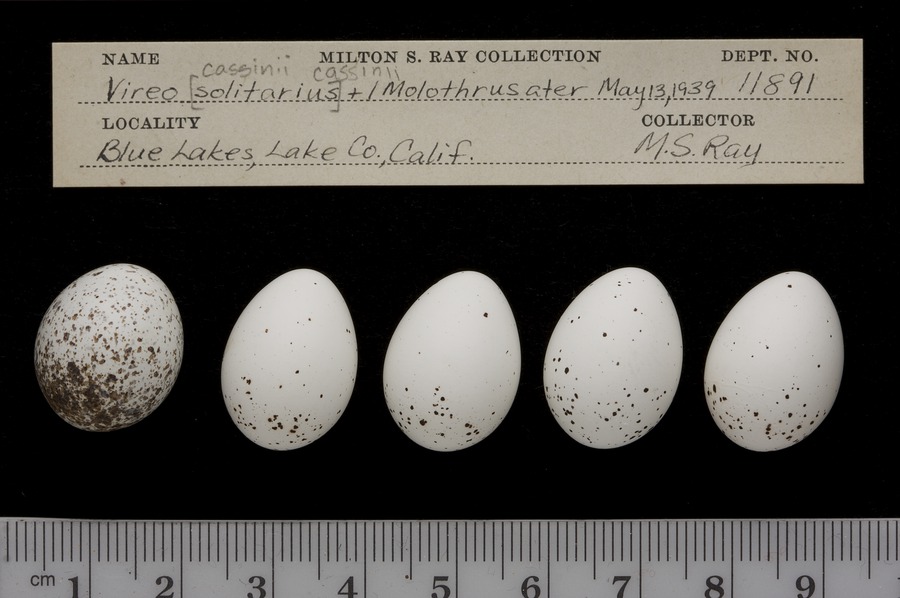 NAME MILTON S. RAY COLLECTION DEPT. NO.
cassinii cassinii
Vireo [solitarius] + 1 Molothrus ater May 13, 1939 11891
LOCALITY COLLECTOR
Blue Lakes, Lake Co., Calif. M.S. Ray
cm 1 2 3 4 5 6 7 8 9